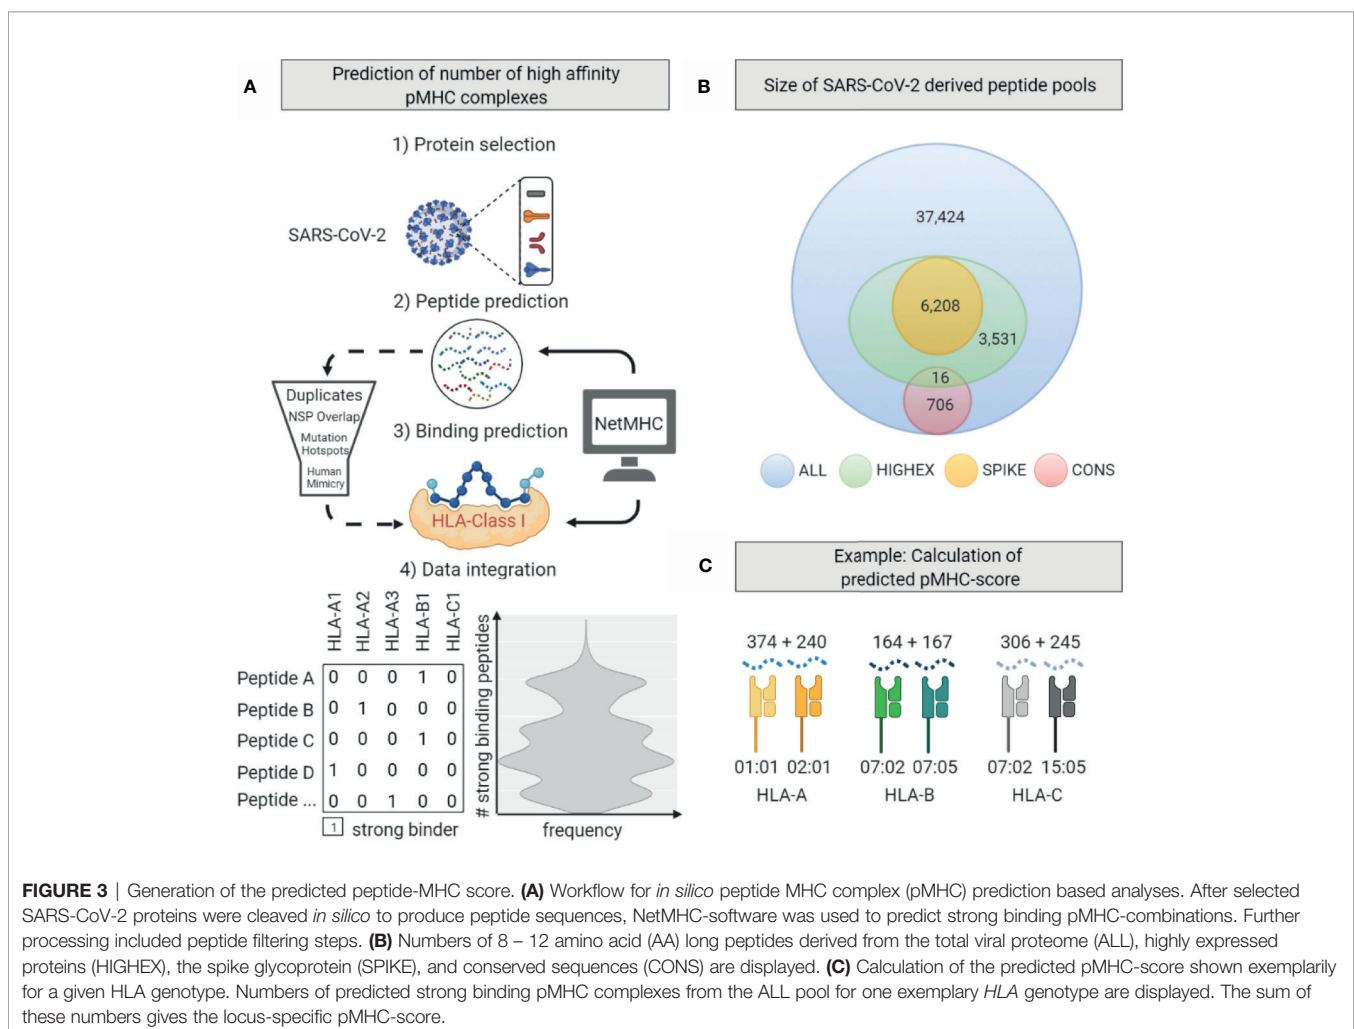 A
Prediction of number of high affinity
pMHC complexes
1) Protein selection
SARS-CoV-2
2) Peptide prediction
Duplicates
NSP Overlap
Mutation
Hotspots
Human
Mimicry
NetMHC
3) Binding prediction
HLA-Class I
4) Data integration
HLA-A1
HLA-A2
HLA-A3
HLA-B1
HLA-C1
Peptide A 0 0 0 1 0
Peptide B 0 1 0 0 0
Peptide C 0 0 0 1 0
Peptide D 1 0 0 0 0
Peptide ... 0 0 1 0 0
1 strong binder
# strong binding peptides
frequency
B
Size of SARS-CoV-2 derived peptide pools
37,424
6,208
3,531
16
706
ALL HIGHEX SPIKE CONS
C
Example: Calculation of
predicted pMHC-score
374 + 240 164 + 167 306 + 245
01:01 02:01 07:02 07:05 07:02 15:05
HLA-A HLA-B HLA-C
FIGURE 3 | Generation of the predicted peptide-MHC score. (A) Workflow for in silico peptide MHC complex (pMHC) prediction based analyses. After selected
SARS-CoV-2 proteins were cleaved in silico to produce peptide sequences, NetMHC-software was used to predict strong binding pMHC-combinations. Further
processing included peptide filtering steps. (B) Numbers of 8 – 12 amino acid (AA) long peptides derived from the total viral proteome (ALL), highly expressed
proteins (HIGHEX), the spike glycoprotein (SPIKE), and conserved sequences (CONS) are displayed. (C) Calculation of the predicted pMHC-score shown exemplarily
for a given HLA genotype. Numbers of predicted strong binding pMHC complexes from the ALL pool for one exemplary HLA genotype are displayed. The sum of
these numbers gives the locus-specific pMHC-score.